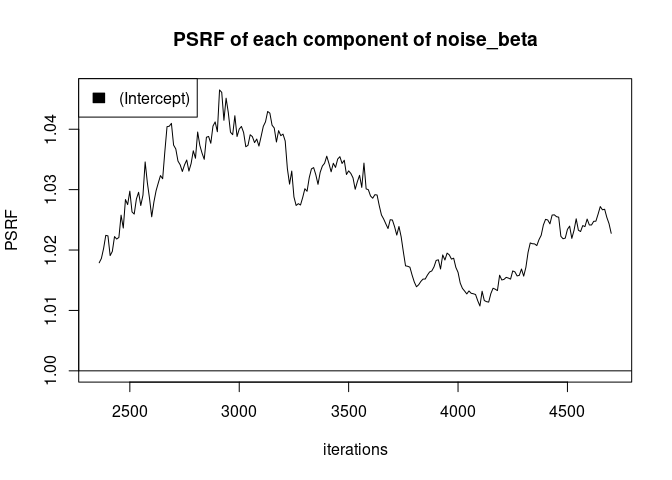 PSRF of each component of noise_beta
(Intercept)
PSRF
1.04
1.03
1.02
1.01
1.00
2500 3000 3500 4000 4500
iterations